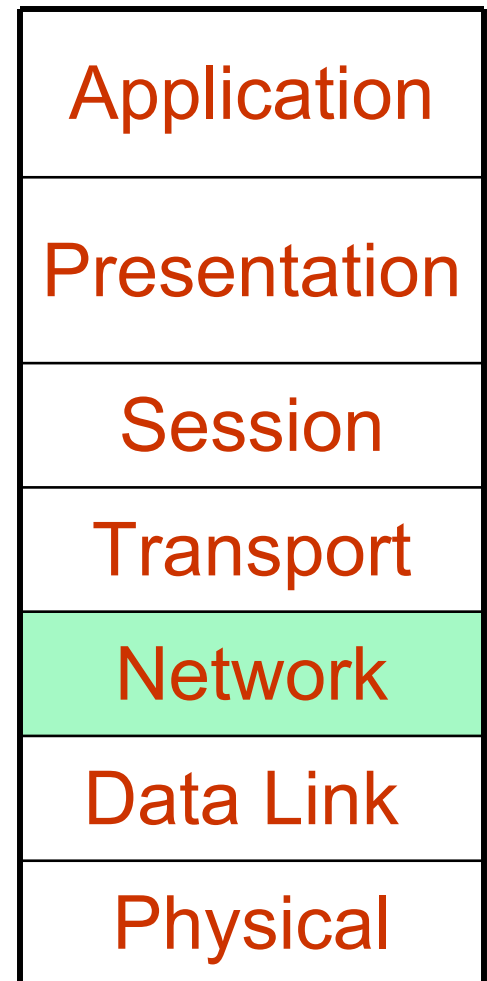 Application
Presentation
Session
Transport
Network
Data Link
Physical